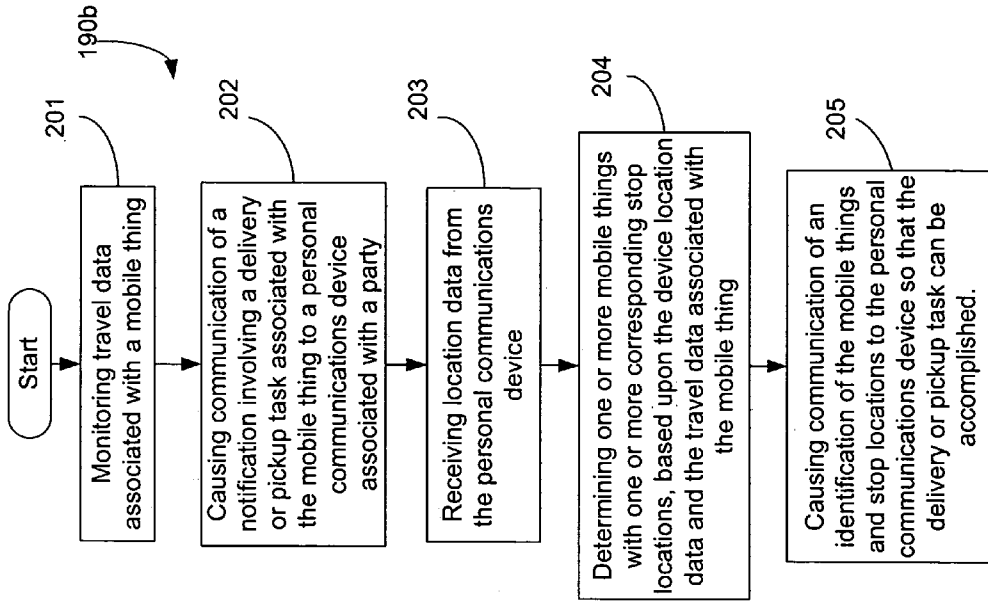 190b
Start
201
Monitoring travel data
associated with a mobile thing
202
Causing communication of a
notification involving a delivery
or pickup task associated with
the mobile thing to a personal
communications device
associated with a party
203
Receiving location data from
the personal communications
device
204
Determining one or more mobile things
with one or more corresponding stop
locations, based upon the device location
data and the travel data associated with
the mobile thing
205
Causing communication of an
identification of the mobile things
and stop locations to the personal
communications device so that the
delivery or pickup task can be
accomplished.